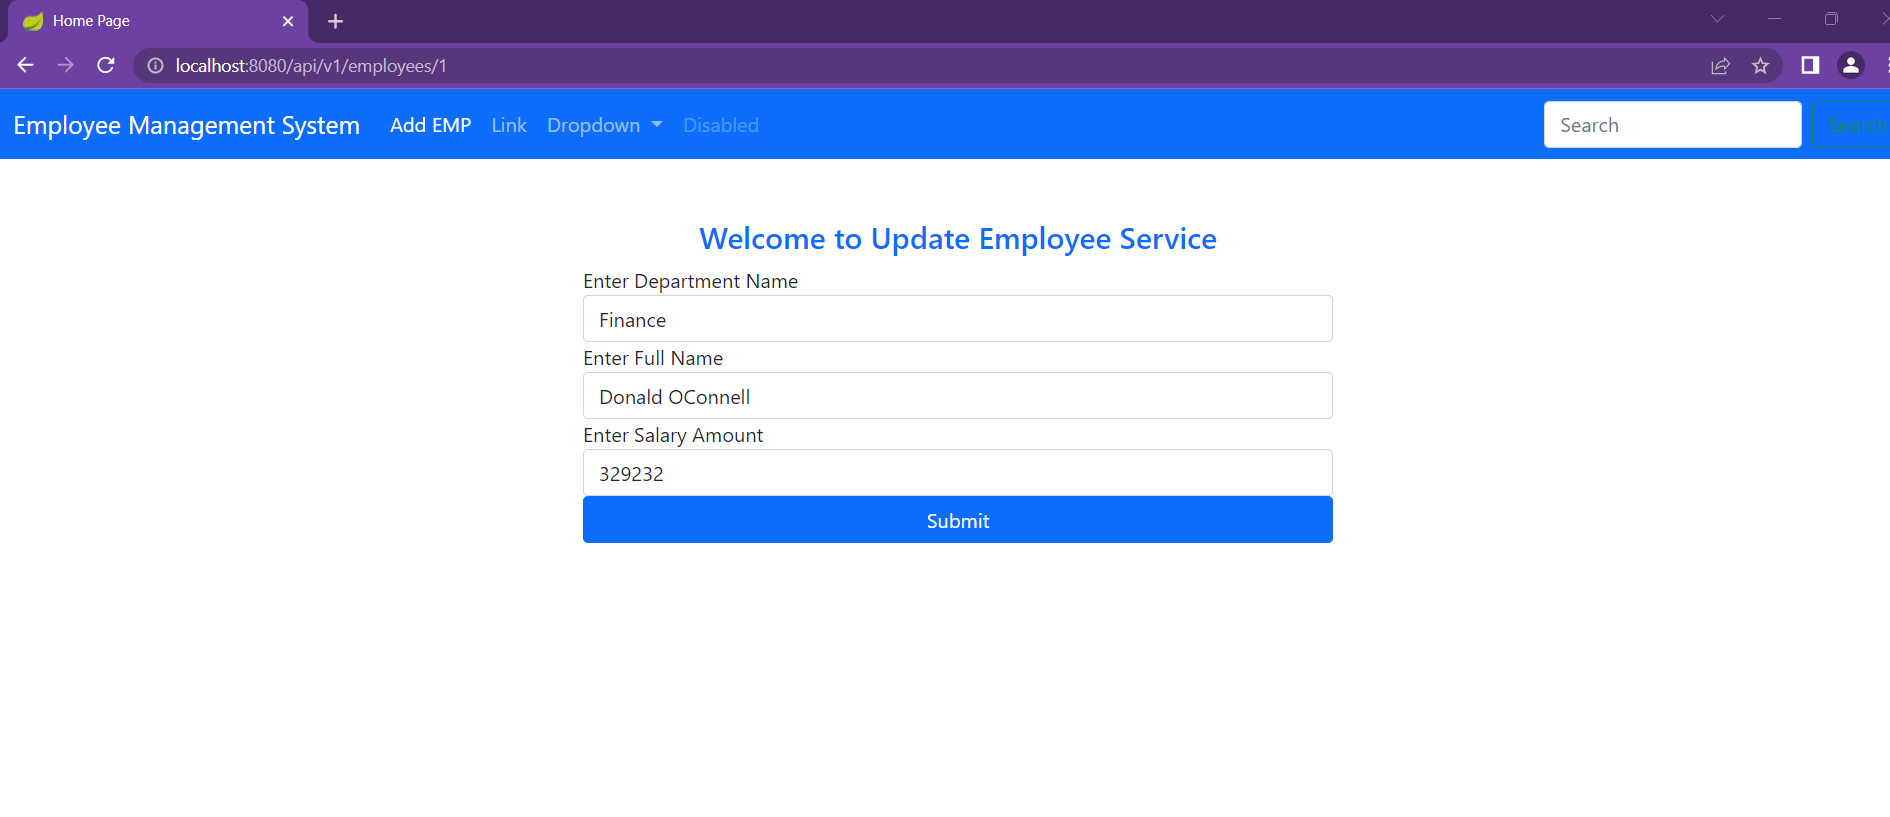 Home Page
localhost:8080/api/v1/employees/1
Employee Management System Add EMP Link Dropdown Disabled Search Search
Welcome to Update Employee Service
Enter Department Name
Finance
Enter Full Name
Donald OConnell
Enter Salary Amount
329232
Submit